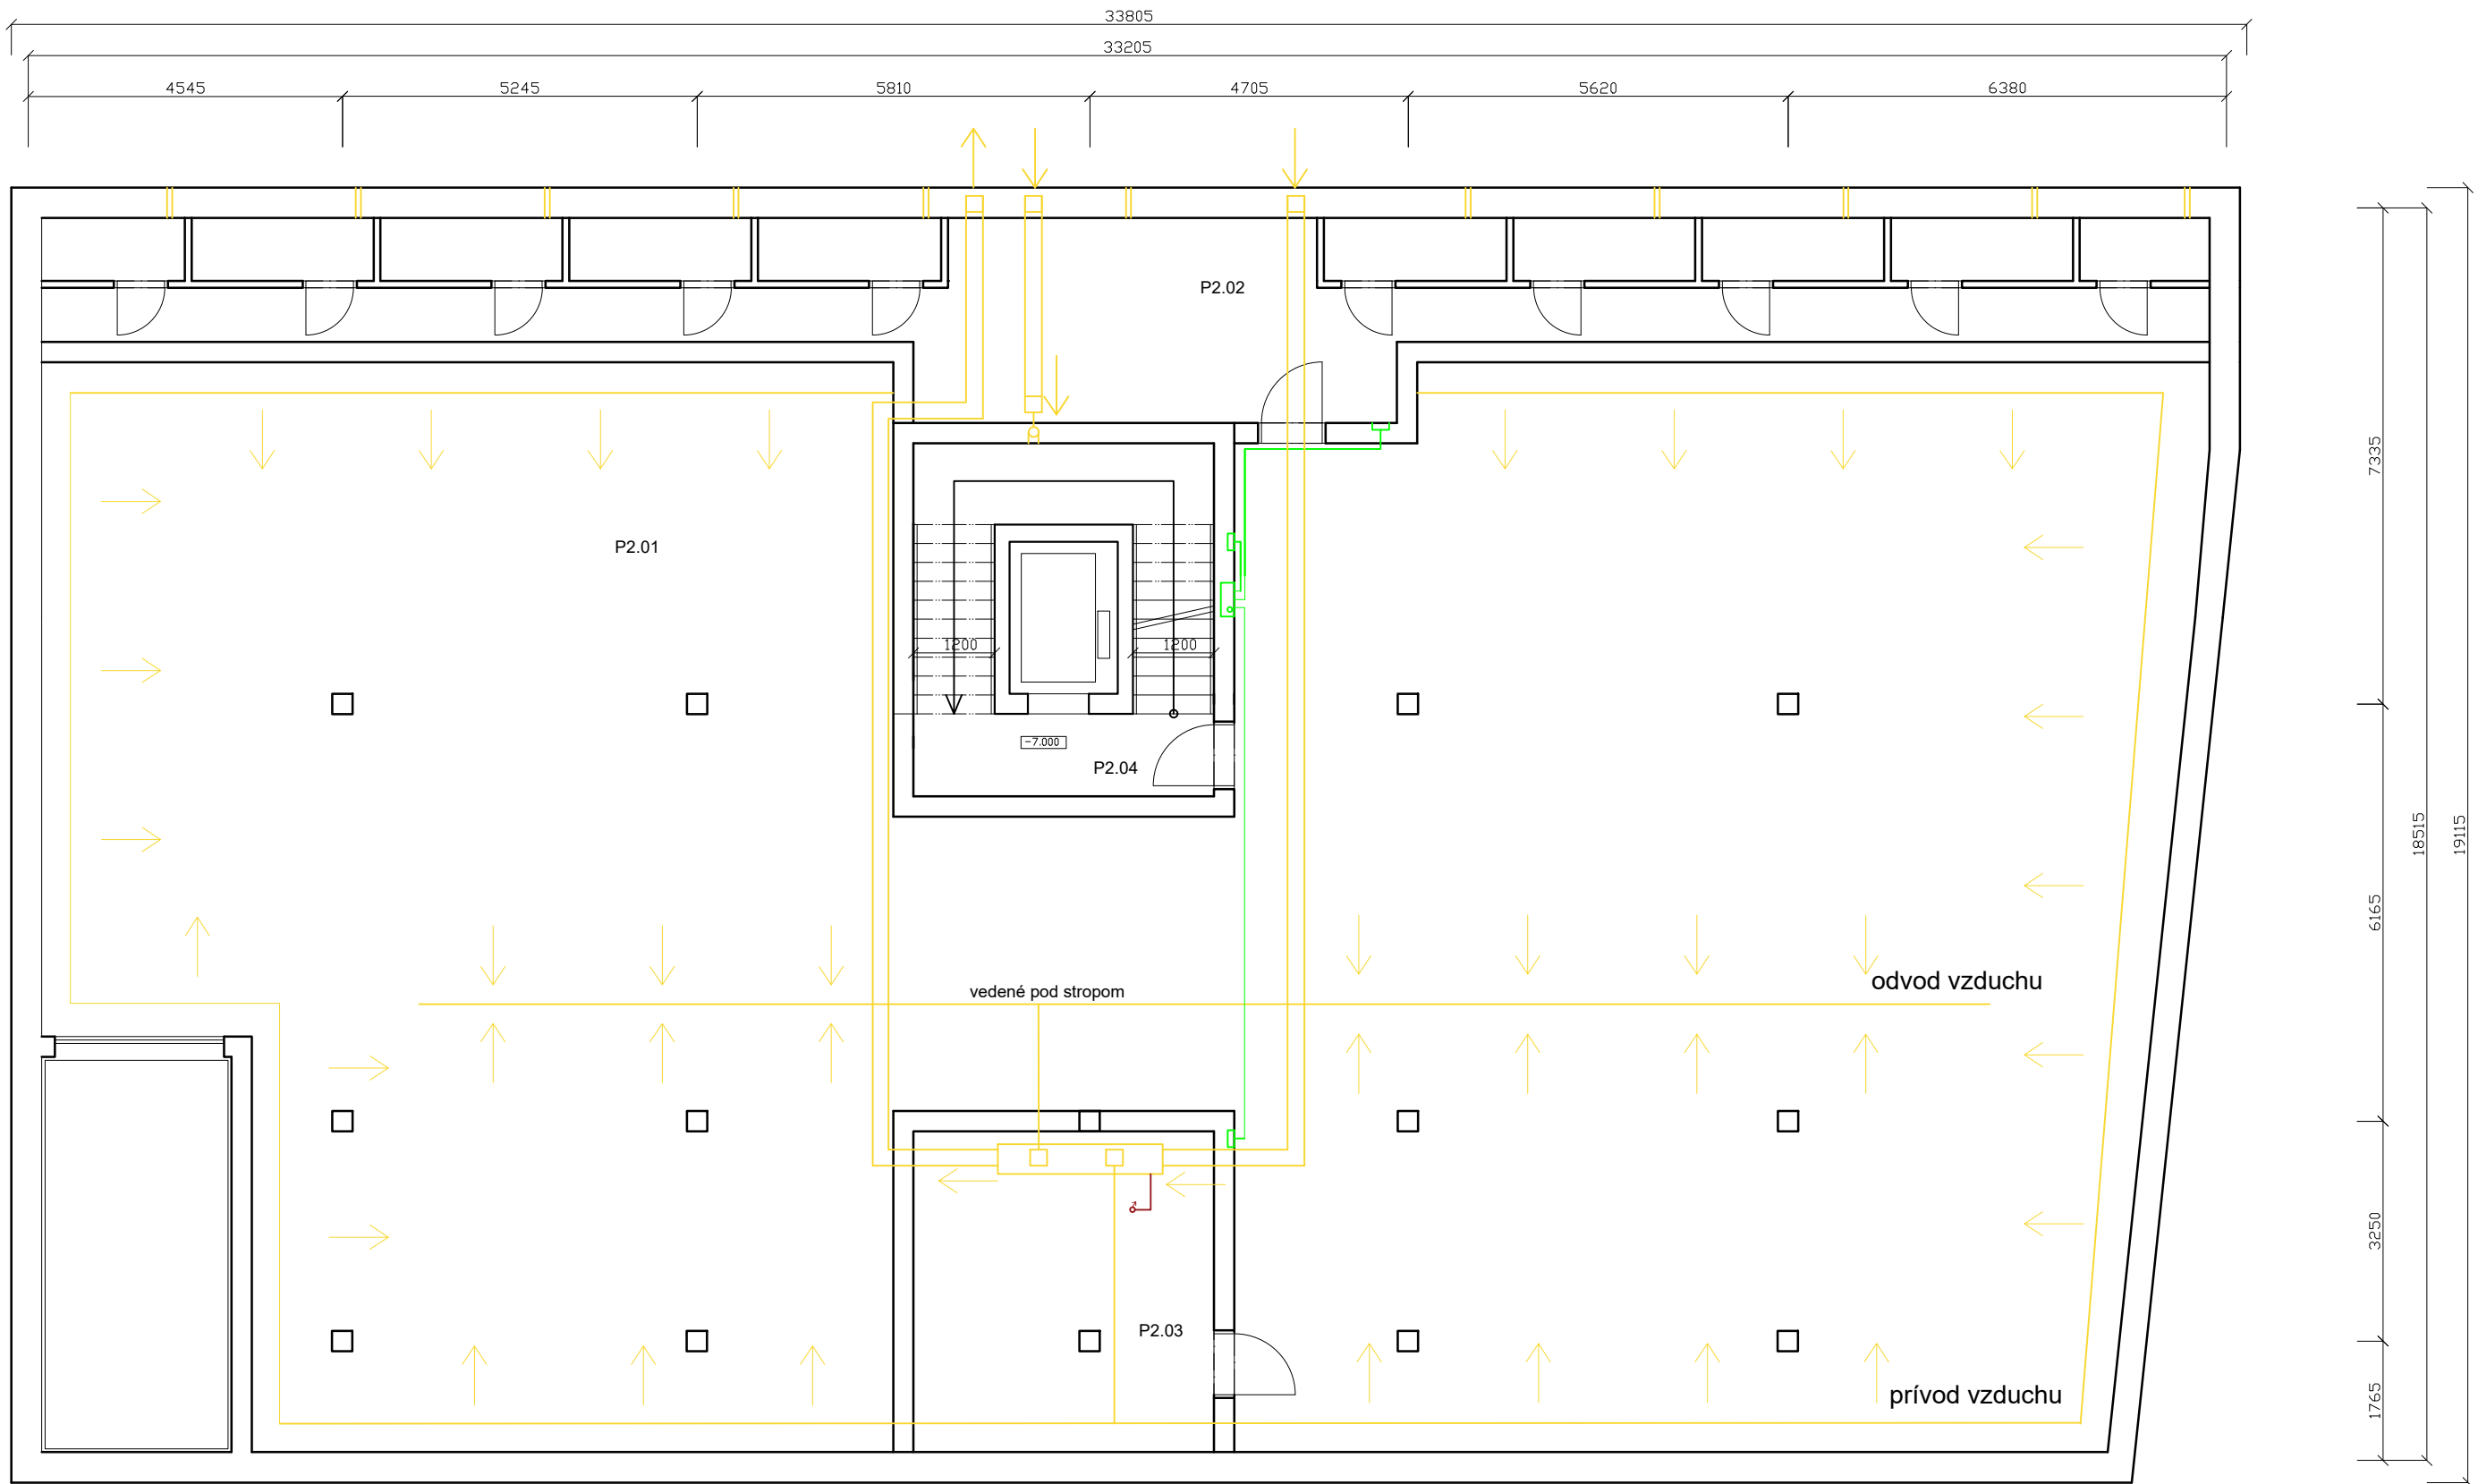 33805
33205
4545
5245
5810
4705
5620
6380
P2.02
7335
P2.01
1200
1200
-7.000
P2.04
18515
19115
6165
odvod vzduchu
vedené pod stropom
3250
P2.03
prívod vzduchu
1765